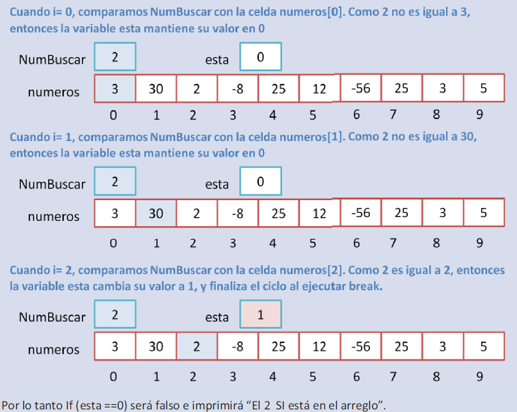 Cuando i= 0, comparamos NumBuscar con la celda numeros[0]. Como 2 no es igual a 3,
entonces la variable esta mantiene su valor en 0
NumBuscar 2 esta 0
numeros 3 30 2 -8 25 12 -56 25 3 5
0 1 2 3 4 5 6 7 8 9
Cuando i= 1, comparamos NumBuscar con la celda numeros[1]. Como 2 no es igual a 30,
entonces la variable esta mantiene su valor en 0
NumBuscar 2 esta 0
numeros 3 30 2 -8 25 12 -56 25 3 5
0 1 2 3 4 5 6 7 8 9
Cuando i= 2, comparamos NumBuscar con la celda numeros[2]. Como 2 es igual a 2, entonces
la variable esta cambia su valor a 1, y finaliza el ciclo al ejecutar break.
NumBuscar 2 esta 1
numeros 3 30 2 -8 25 12 -56 25 3 5
0 1 2 3 4 5 6 7 8 9
Por lo tanto If (esta ==0) será falso e imprimirá “El 2 SI está en el arreglo”.